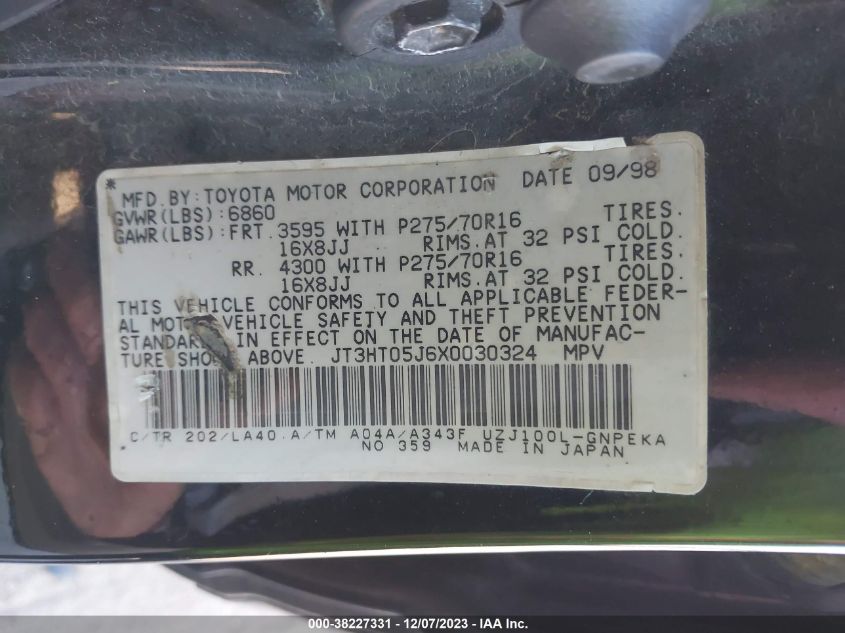 * MFD.BY:TOYOTA MOTOR CORPORATION DATE 09/98
GVWR(LBS):6860
GAWR(LBS):FRT.3595 WITH P275/70R16 TIRES.
16X8JJ RIMS.AT 32 PSI COLD.
RR. 4300 WITH P275/70R16 TIRES.
16X8JJ RIMS.AT 32 PSI COLD.
THIS VEHICLE CONFORMS TO ALL APPLICABLE FEDER-
AL VEHICLE SAFETY AND THEFT PREVENTION
IN EFFECT ON THE DATE OF MANUFAC-
TURE ABOVE. JT3HT05J6X0030324 MPV
C/TR 202/LA40.A/TM A04A/A343F UZJ100L-GNPEKA
NO 359 MADE IN JAPAN
000-38227331 - 12/07/2023 - IAAI Inc.